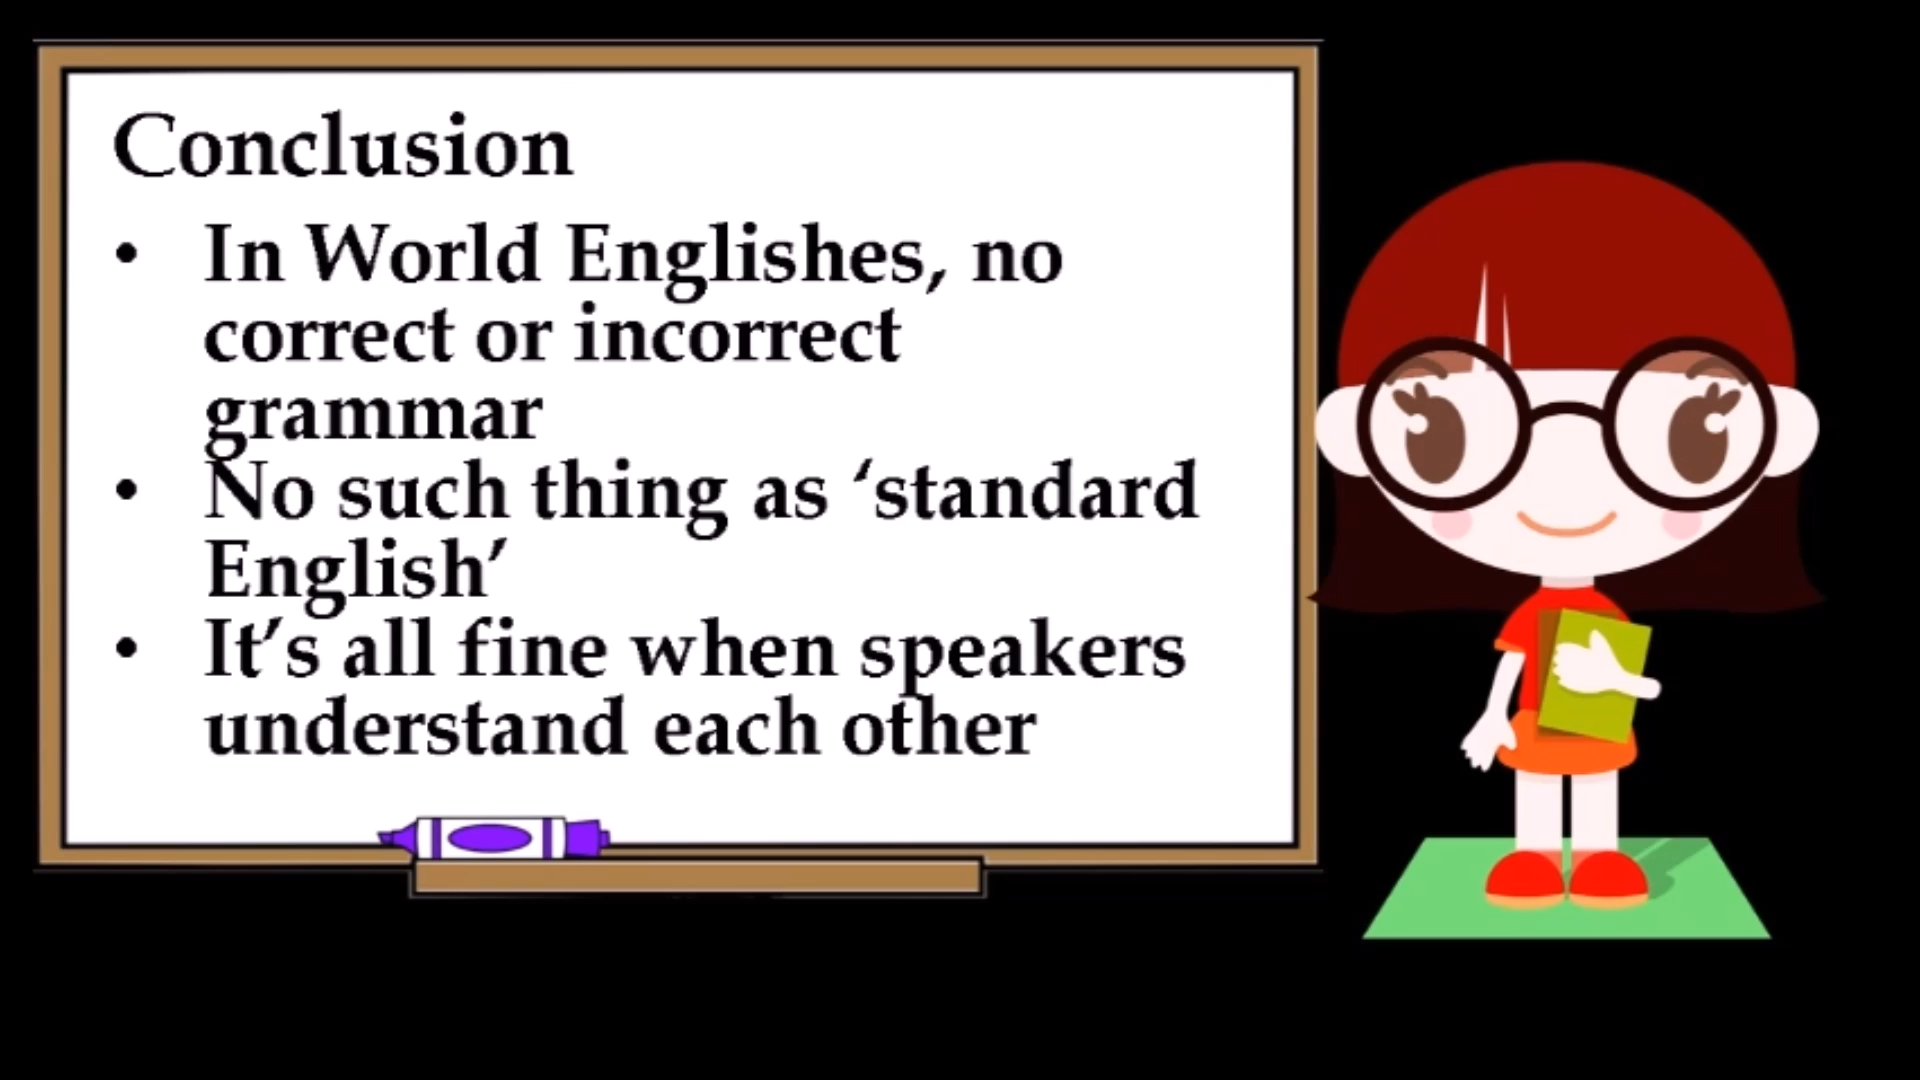 Conclusion
• In World Englishes, no
correct or incorrect
grammar
• No such thing as ‘standard
English’
• It’s all fine when speakers
understand each other